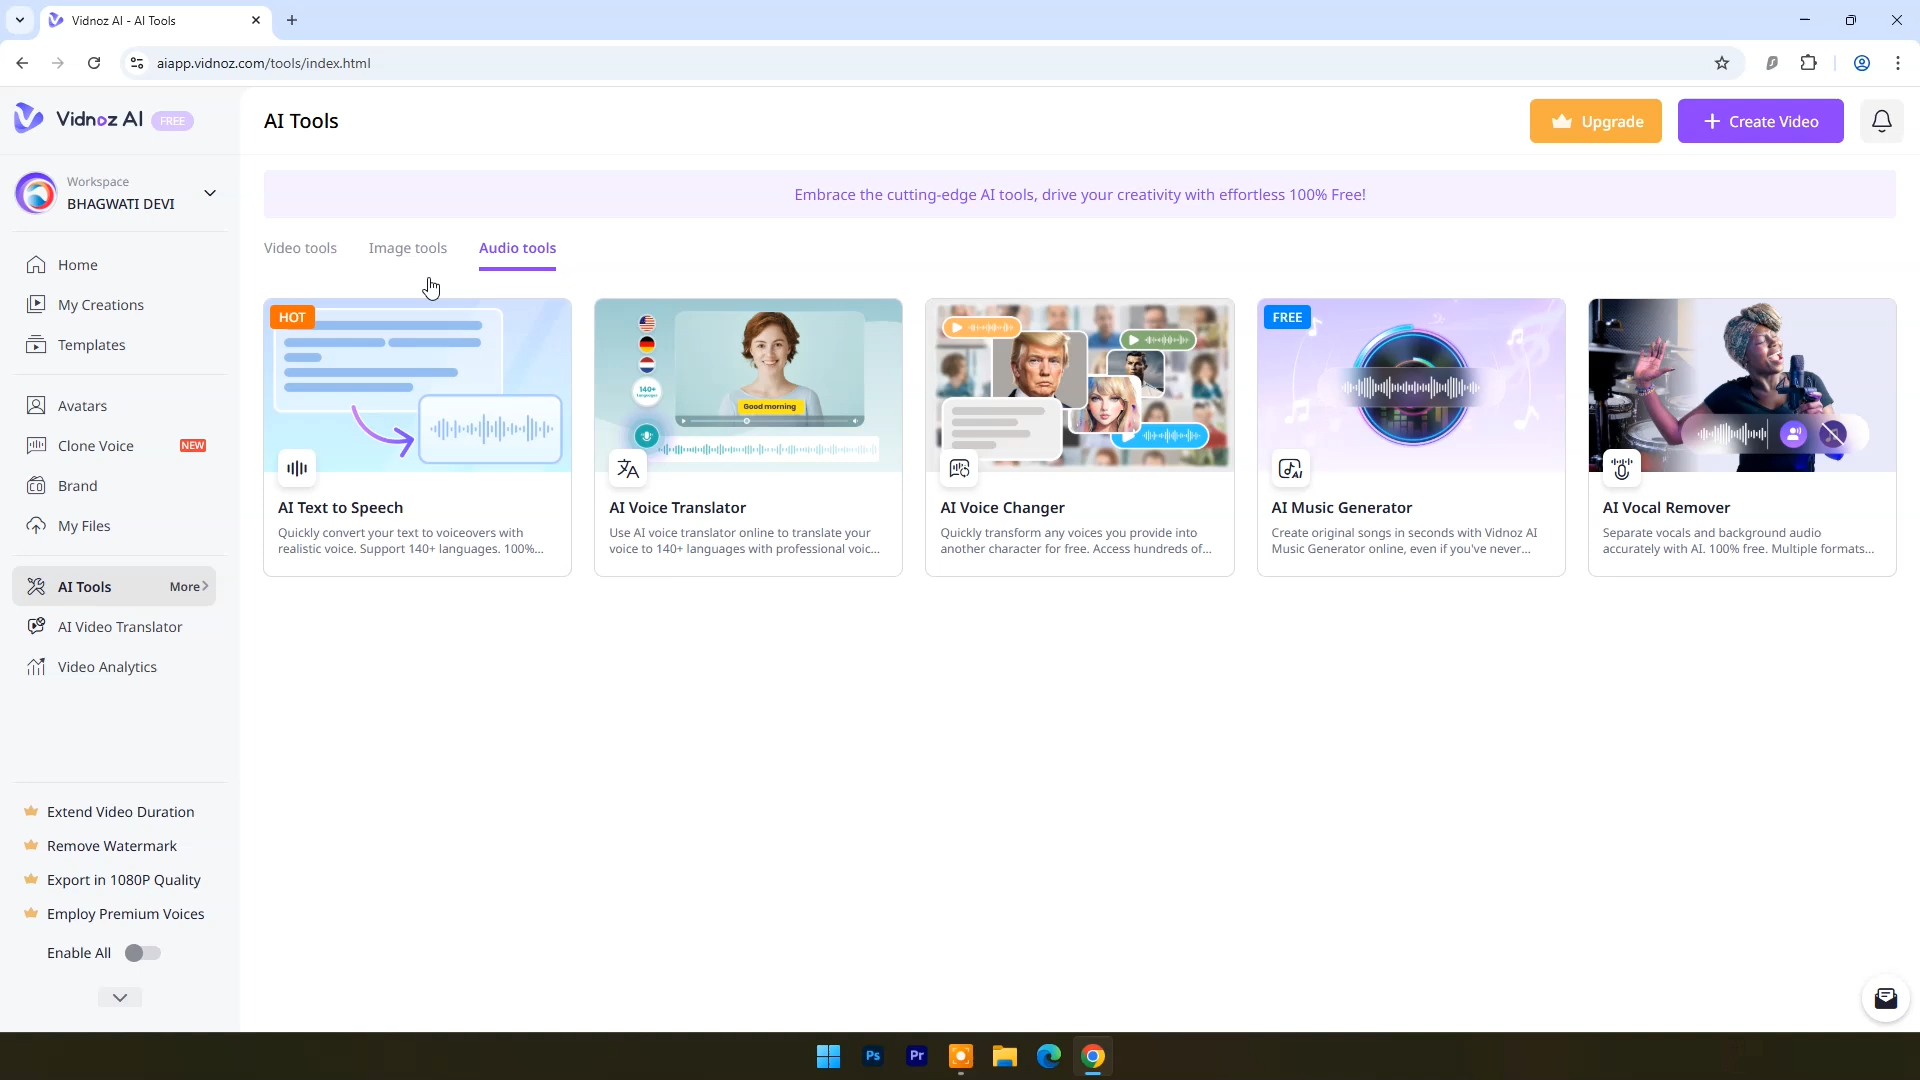 Vidnoz AI - AI Tools
aiapp.vidnoz.com/tools/index.html
Vidnoz AI FREE
AI Tools
Upgrade
Create Video
Workspace
BHAGWATI DEVI
Embrace the cutting-edge AI tools, drive your creativity with effortless 100% Free!
Video tools
Image tools
Audio tools
Home
My Creations
Templates
Avatars
Clone Voice NEW
Brand
My Files
AI Tools More
AI Video Translator
Video Analytics
Extend Video Duration
Remove Watermark
Export in 1080P Quality
Employ Premium Voices
Enable All
HOT
AI Text to Speech
Quickly convert your text to voiceovers with
realistic voice. Support 140+ languages. 100%...
140+
languages
Good morning
AI Voice Translator
Use AI voice translator online to translate your
voice to 140+ languages with professional voic...
AI Voice Changer
Quickly transform any voices you provide into
another character for free. Access hundreds of...
FREE
AI
AI Music Generator
Create original songs in seconds with Vidnoz AI
Music Generator online, even if you've never...
AI Vocal Remover
Separate vocals and background audio
accurately with AI. 100% free. Multiple formats...
Ps
Pr